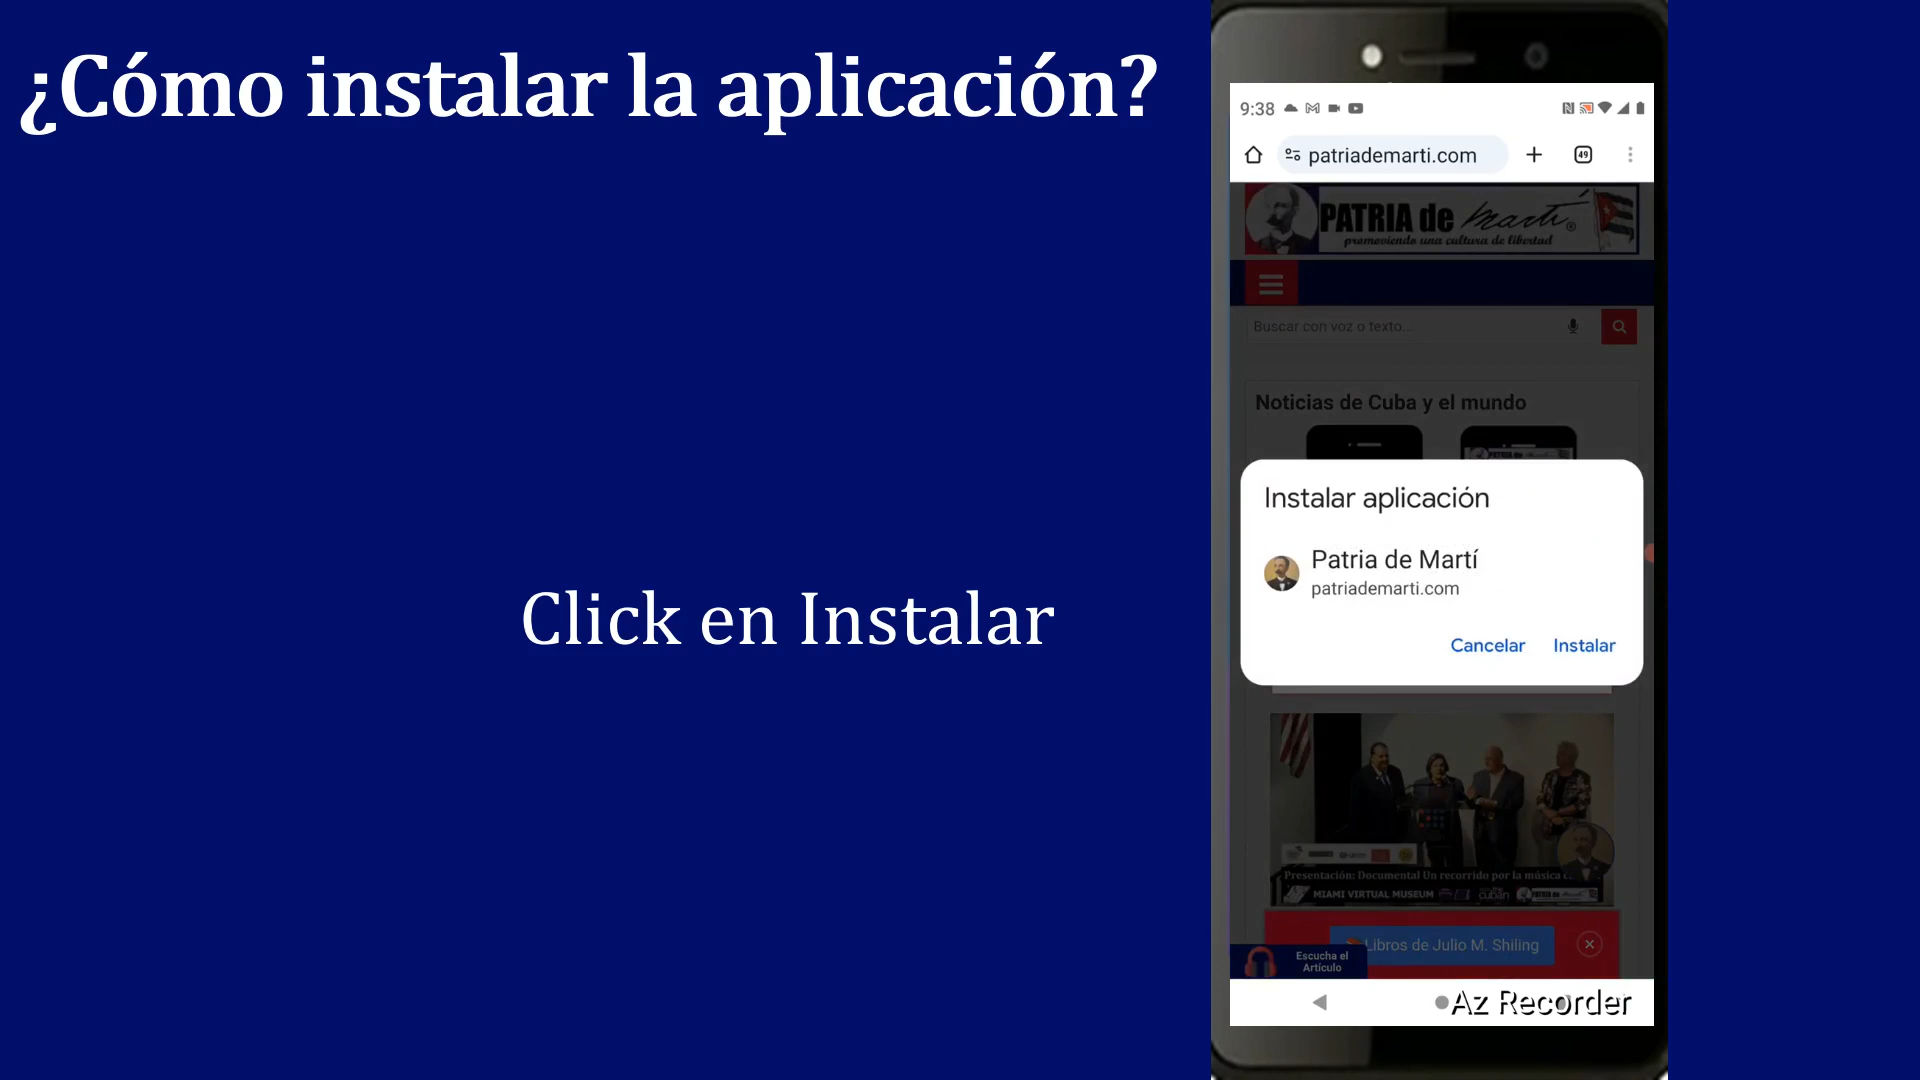 ¿Cómo instalar la aplicación?
Click en Instalar
9:38
patriademarti.com
49
PATRIA de Martí ®
promoviendo una cultura de libertad
Buscar con voz o texto...
Noticias de Cuba y el mundo
Instalar aplicación
Patria de Martí
patriademarti.com
Cancelar Instalar
Presentación: Documental Un recorrido por la música
MIAMI VIRTUAL MUSEUM
Libros de Julio M. Shiling
Escucha el
Artículo
Az Recorder